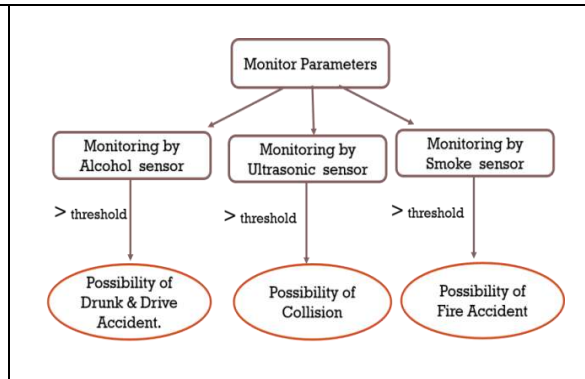 Monitor Parameters
Monitoring by
Alcohol sensor
Monitoring by
Ultrasonic sensor
Monitoring by
Smoke sensor
> threshold
> threshold
> threshold
Possibility of
Drunk & Drive
Accident.
Possibility of
Collision
Possibility of
Fire Accident